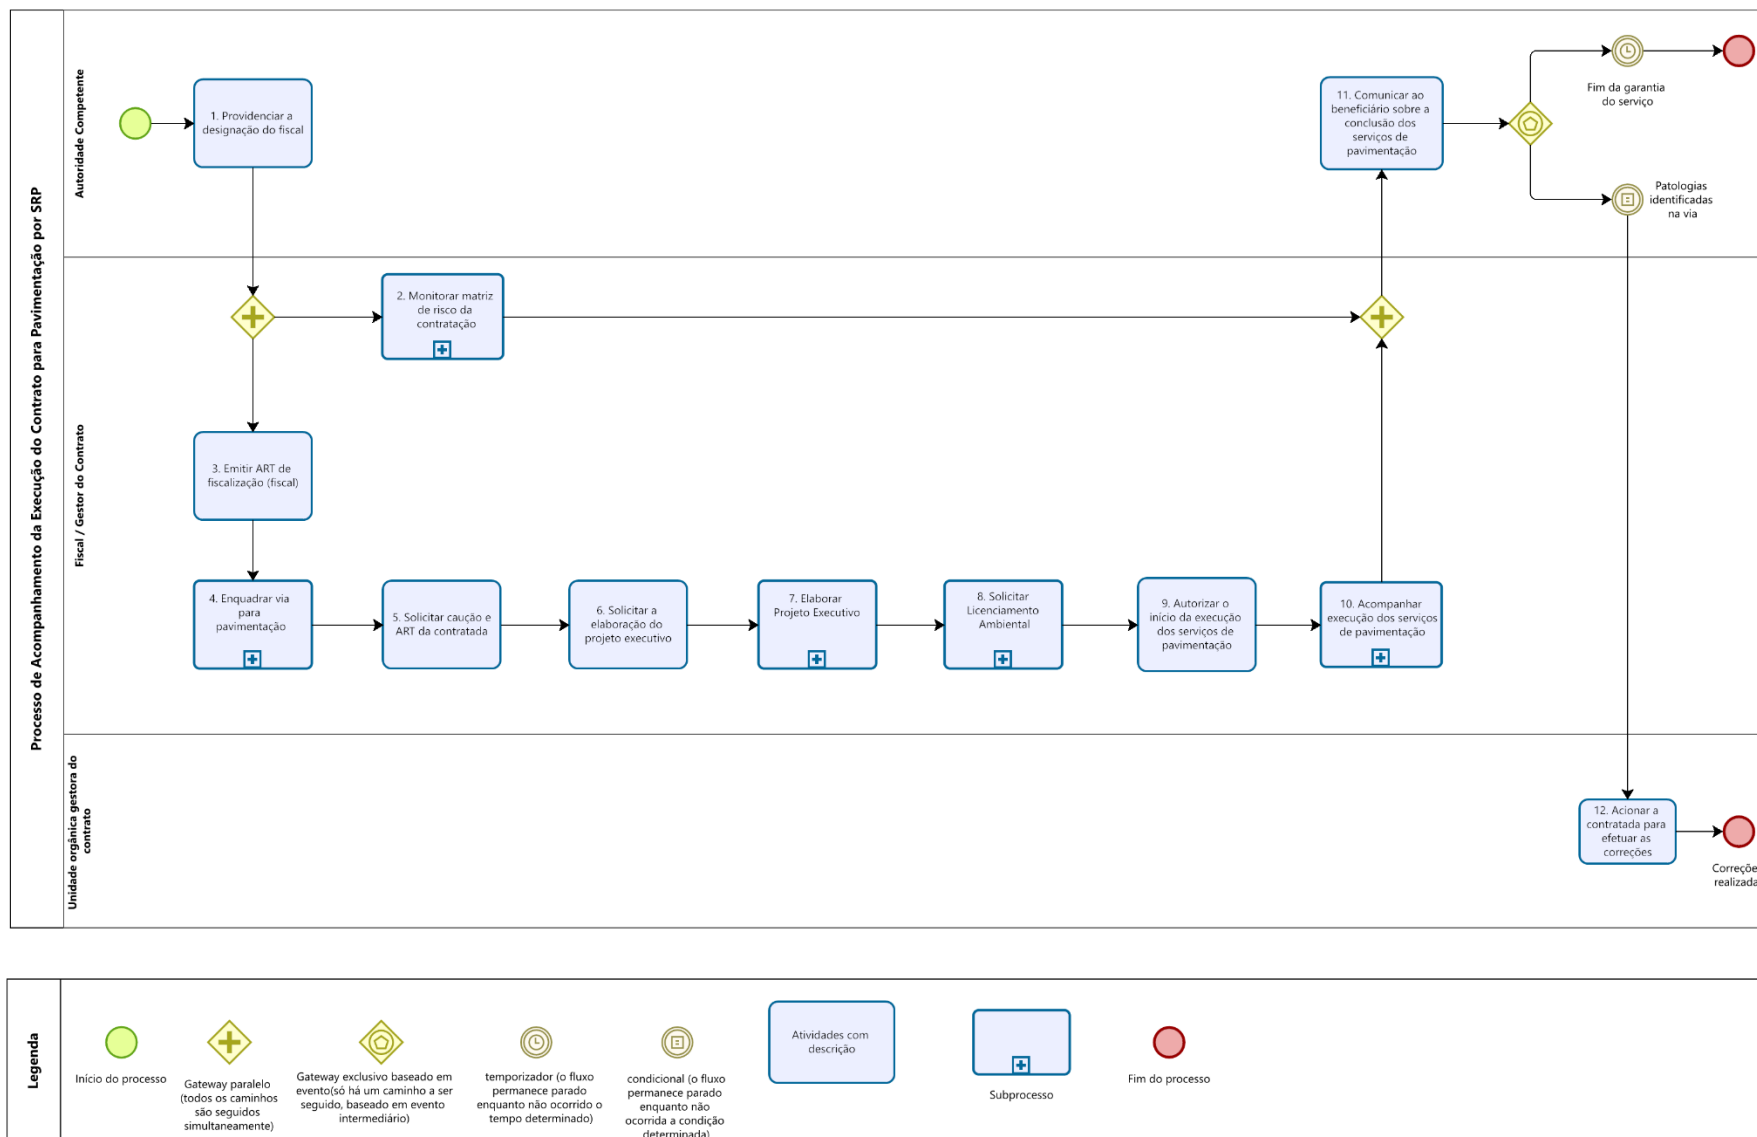 Processo de Acompanhamento da Execução do Contrato para Pavimentação por SRP
Autoridade Competente
1. Providenciar a
designação do fiscal
11. Comunicar ao
beneficiário sobre a
conclusão dos
serviços de
pavimentação
Fim da garantia
do serviço
Patologias
identificadas
na via
Fiscal / Gestor do Contrato
2. Monitorar matriz
de risco da
contratação
3. Emitir ART de
fiscalização (fiscal)
4. Enquadrar via
para
pavimentação
5. Solicitar caução e
ART da contratada
6. Solicitar a
elaboração do
projeto executivo
7. Elaborar
Projeto Executivo
8. Solicitar
Licenciamento
Ambiental
9. Autorizar o
início da execução
dos serviços de
pavimentação
10. Acompanhar
execução dos serviços
de pavimentação
Unidade orgânica gestora do
contrato
12. Acionar a
contratada para
efetuar as
correções
Correçõe
realizada
Legenda
Início do processo
Gateway paralelo
(todos os caminhos
são seguidos
simultaneamente)
Gateway exclusivo baseado em
evento(só há um caminho a ser
seguido, baseado em evento
intermediário)
temporizador (o fluxo
permanece parado
enquanto não ocorrido o
tempo determinado)
condicional (o fluxo
permanece parado
enquanto não
ocorrida a condição
determinada)
Atividades com
descrição
Subprocesso
Fim do processo